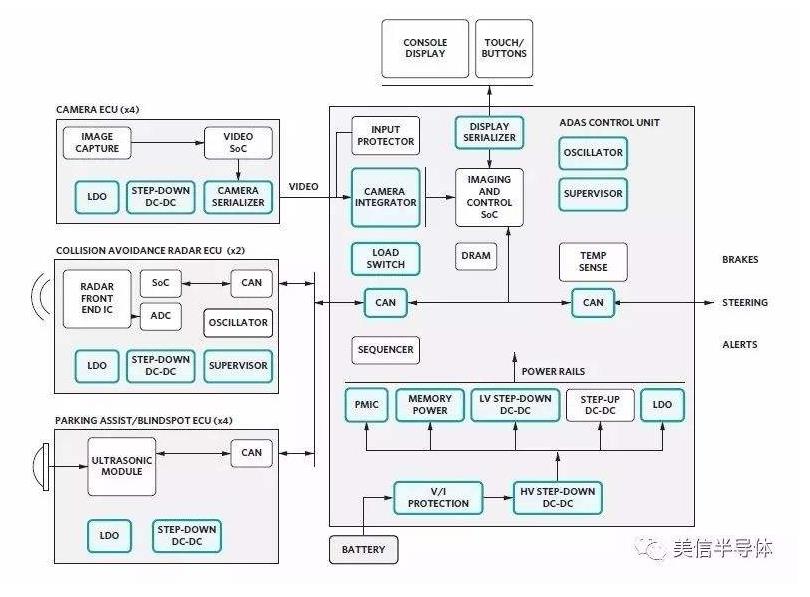 CONSOLE
DISPLAY
TOUCH/
BUTTONS
CAMERA ECU (x4)
IMAGE
CAPTURE
VIDEO
SoC
LDO
STEP-DOWN
DC-DC
CAMERA
SERIALIZER
VIDEO
INPUT
PROTECTOR
DISPLAY
SERIALIZER
ADAS CONTROL UNIT
OSCILLATOR
CAMERA
INTEGRATOR
IMAGING
AND
CONTROL
SoC
SUPERVISOR
LOAD
SWITCH
DRAM
TEMP
SENSE
COLLISION AVOIDANCE RADAR ECU (x2)
RADAR
FRONT
END IC
SoC
CAN
ADC
OSCILLATOR
LDO
STEP-DOWN
DC-DC
SUPERVISOR
CAN
CAN
BRAKES
STEERING
ALERTS
SEQUENCER
POWER RAILS
PMIC
MEMORY
POWER
LV STEP-DOWN
DC-DC
STEP-UP
DC-DC
LDO
PARKING ASSIST/BLINDSPOT ECU (x4)
ULTRASONIC
MODULE
CAN
LDO
STEP-DOWN
DC-DC
V/I
PROTECTION
HV STEP-DOWN
DC-DC
BATTERY
美信半导体